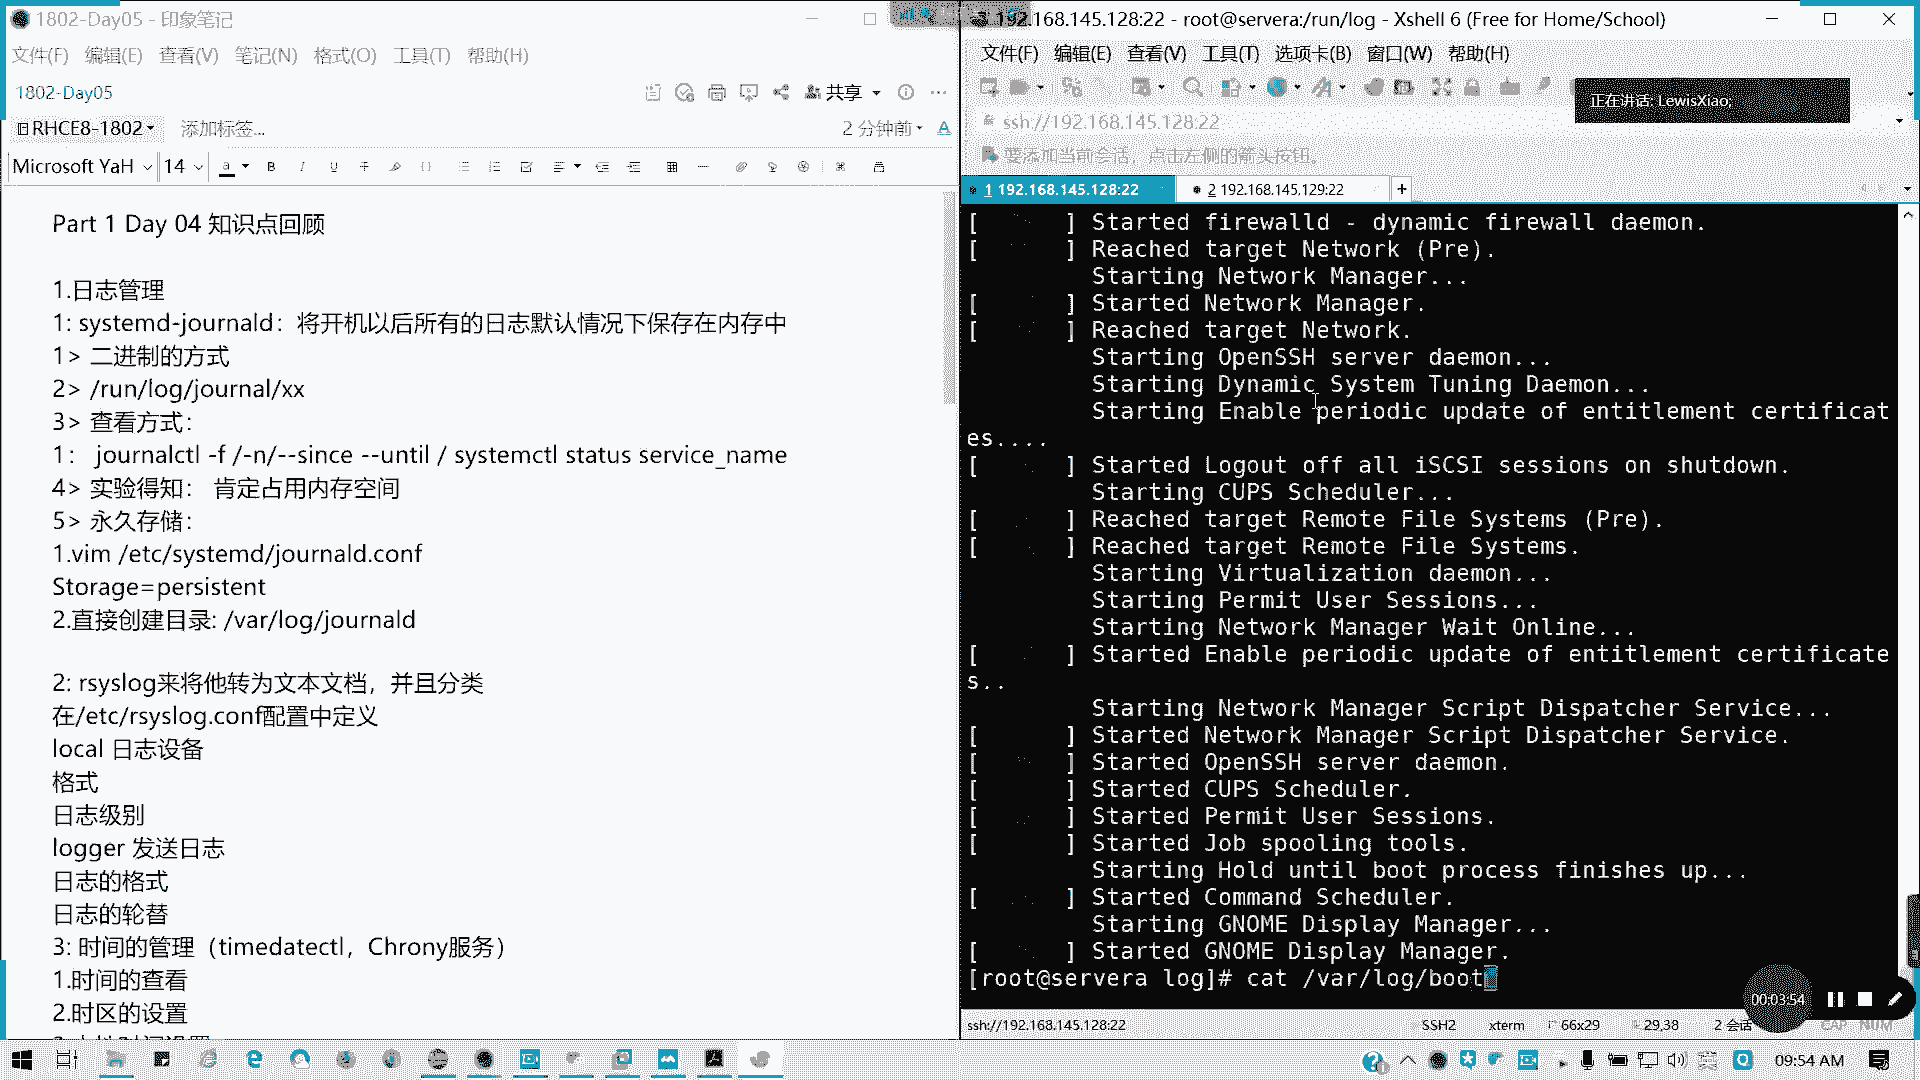 1802-Day05 - 印象笔记
文件(F) 编辑(E) 查看(V) 笔记(N) 格式(O) 工具(T) 帮助(H)
1802-Day05
共享
RHCE8-1802
添加标签...
2 分钟前
Microsoft YaH
14
Part 1 Day 04 知识点回顾
1.日志管理
1: systemd-journald：将开机以后所有的日志默认情况下保存在内存中
1> 二进制的方式
2> /run/log/journal/xx
3> 查看方式：
1： journalctl -f /-n/--since --until / systemctl status service_name
4> 实验得知： 肯定占用内存空间
5> 永久存储：
1.vim /etc/systemd/journald.conf
Storage=persistent
2.直接创建目录: /var/log/journald
2: rsyslog来将他转为文本文档，并且分类
在/etc/rsyslog.conf配置中定义
local 日志设备
格式
日志级别
logger 发送日志
日志的格式
日志的轮替
3: 时间的管理（timedatectl，Chrony服务）
1.时间的查看
2.时区的设置
192.168.145.128:22 - root@servera:/run/log - Xshell 6 (Free for Home/School)
文件(F) 编辑(E) 查看(V) 工具(T) 选项卡(B) 窗口(W) 帮助(H)
正在讲话: LewisXiao;
ssh://192.168.145.128:22
要添加当前会话，点击左侧的箭头按钮。
1 192.168.145.128:22
2 192.168.145.129:22
+
[ ] Started firewalld - dynamic firewall daemon.
[ ] Reached target Network (Pre).
Starting Network Manager...
[ ] Started Network Manager.
[ ] Reached target Network.
Starting OpenSSH server daemon...
Starting Dynamic System Tuning Daemon...
Starting Enable periodic update of entitlement certificat
es....
[ ] Started Logout off all iSCSI sessions on shutdown.
Starting CUPS Scheduler...
[ ] Reached target Remote File Systems (Pre).
[ ] Reached target Remote File Systems.
Starting Virtualization daemon...
Starting Permit User Sessions...
Starting Network Manager Wait Online...
[ ] Started Enable periodic update of entitlement certificate
s..
Starting Network Manager Script Dispatcher Service...
[ ] Started Network Manager Script Dispatcher Service.
[ ] Started OpenSSH server daemon.
[ ] Started CUPS Scheduler.
[ ] Started Permit User Sessions.
[ ] Started Job spooling tools.
Starting Hold until boot process finishes up...
[ ] Started Command Scheduler.
Starting GNOME Display Manager...
[ ] Started GNOME Display Manager.
[root@servera log]# cat /var/log/boot
00:03:54
ssh://192.168.145.128:22
SSH2
xterm
66x29
29,38
2 会话
CAP NUM
09:54 AM